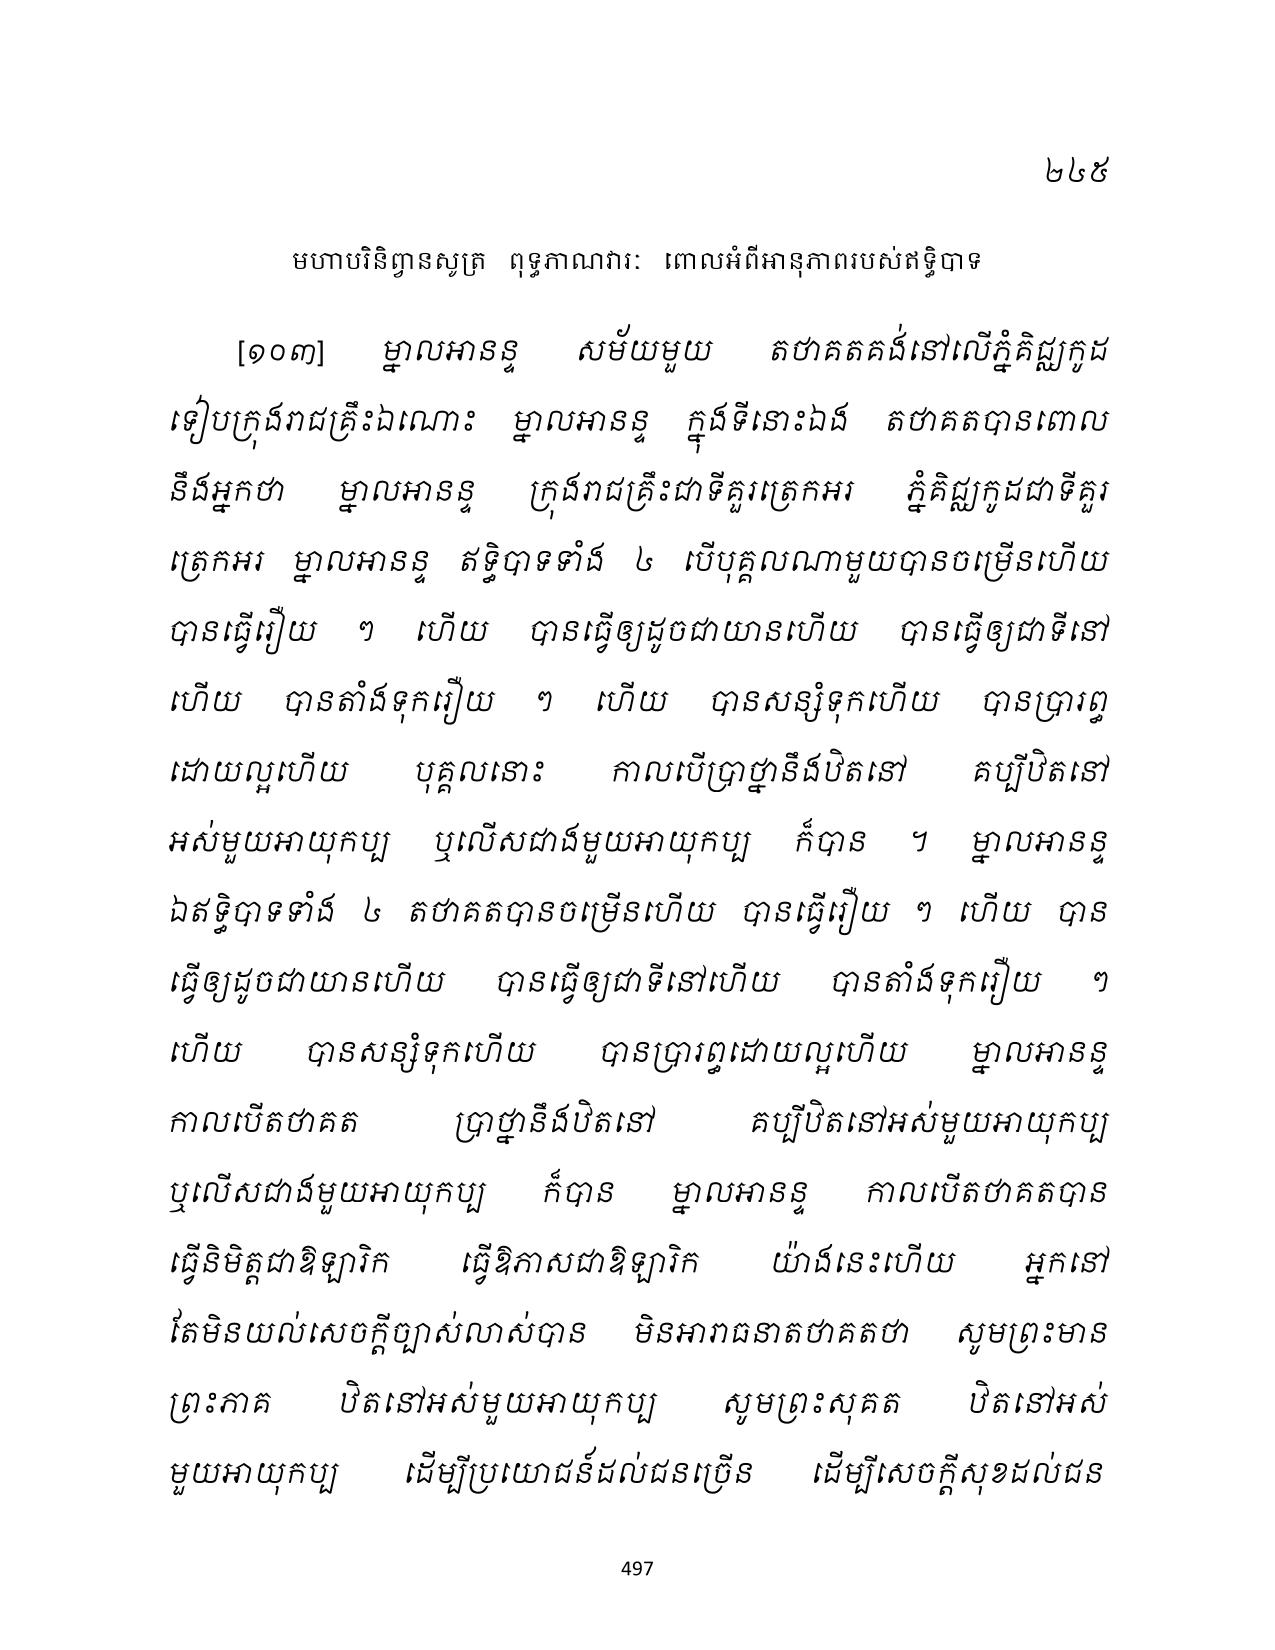 ២៤៥
មហាបរិនិព្វានសូត្រ ពុទ្ធភាណវារៈ ពោលអំពីអានុភាពរបស់ឥទ្ធិបាទ
[១០៣] ម្នាលអានន្ទ សម័យមួយ តថាគតគង់នៅលើភ្នំគិជ្ឈកូដ
ទៀបក្រុងរាជគ្រឹះឯណោះ ម្នាលអានន្ទ ក្នុងទីនោះឯង តថាគតបានពោល
នឹងអ្នកថា ម្នាលអានន្ទ ក្រុងរាជគ្រឹះជាទីគួរត្រេកអរ ភ្នំគិជ្ឈកូដជាទីគួរ
ត្រេកអរ ម្នាលអានន្ទ ឥទ្ធិបាទទាំង ៤ បើបុគ្គលណាមួយបានចម្រើនហើយ
បានធ្វើរឿយ ៗ ហើយ បានធ្វើឲ្យដូចជាយានហើយ បានធ្វើឲ្យជាទីនៅ
ហើយ បានតាំងទុករឿយ ៗ ហើយ បានសន្សំទុកហើយ បានប្រារព្ធ
ដោយល្អហើយ បុគ្គលនោះ កាលបើប្រាថ្នានឹងឋិតនៅ គប្បីឋិតនៅ
អស់មួយអាយុកប្ប ឬលើសជាងមួយអាយុកប្ប ក៏បាន ។ ម្នាលអានន្ទ
ឯឥទ្ធិបាទទាំង ៤ តថាគតបានចម្រើនហើយ បានធ្វើរឿយ ៗ ហើយ បាន
ធ្វើឲ្យដូចជាយានហើយ បានធ្វើឲ្យជាទីនៅហើយ បានតាំងទុករឿយ ៗ
ហើយ បានសន្សំទុកហើយ បានប្រារព្ធដោយល្អហើយ ម្នាលអានន្ទ
កាលបើតថាគត ប្រាថ្នានឹងឋិតនៅ គប្បីឋិតនៅអស់មួយអាយុកប្ប
ឬលើសជាងមួយអាយុកប្ប ក៏បាន ម្នាលអានន្ទ កាលបើតថាគតបាន
ធ្វើនិមិត្តជាឱឡារិក ធ្វើឱភាសជាឱឡារិក យ៉ាងនេះហើយ អ្នកនៅ
តែមិនយល់សេចក្តីច្បាស់លាស់បាន មិនអារាធនាតថាគតថា សូមព្រះមាន
ព្រះភាគ ឋិតនៅអស់មួយអាយុកប្ប សូមព្រះសុគត ឋិតនៅអស់
មួយអាយុកប្ប ដើម្បីប្រយោជន៍ដល់ជនច្រើន ដើម្បីសេចក្តីសុខដល់ជន
497